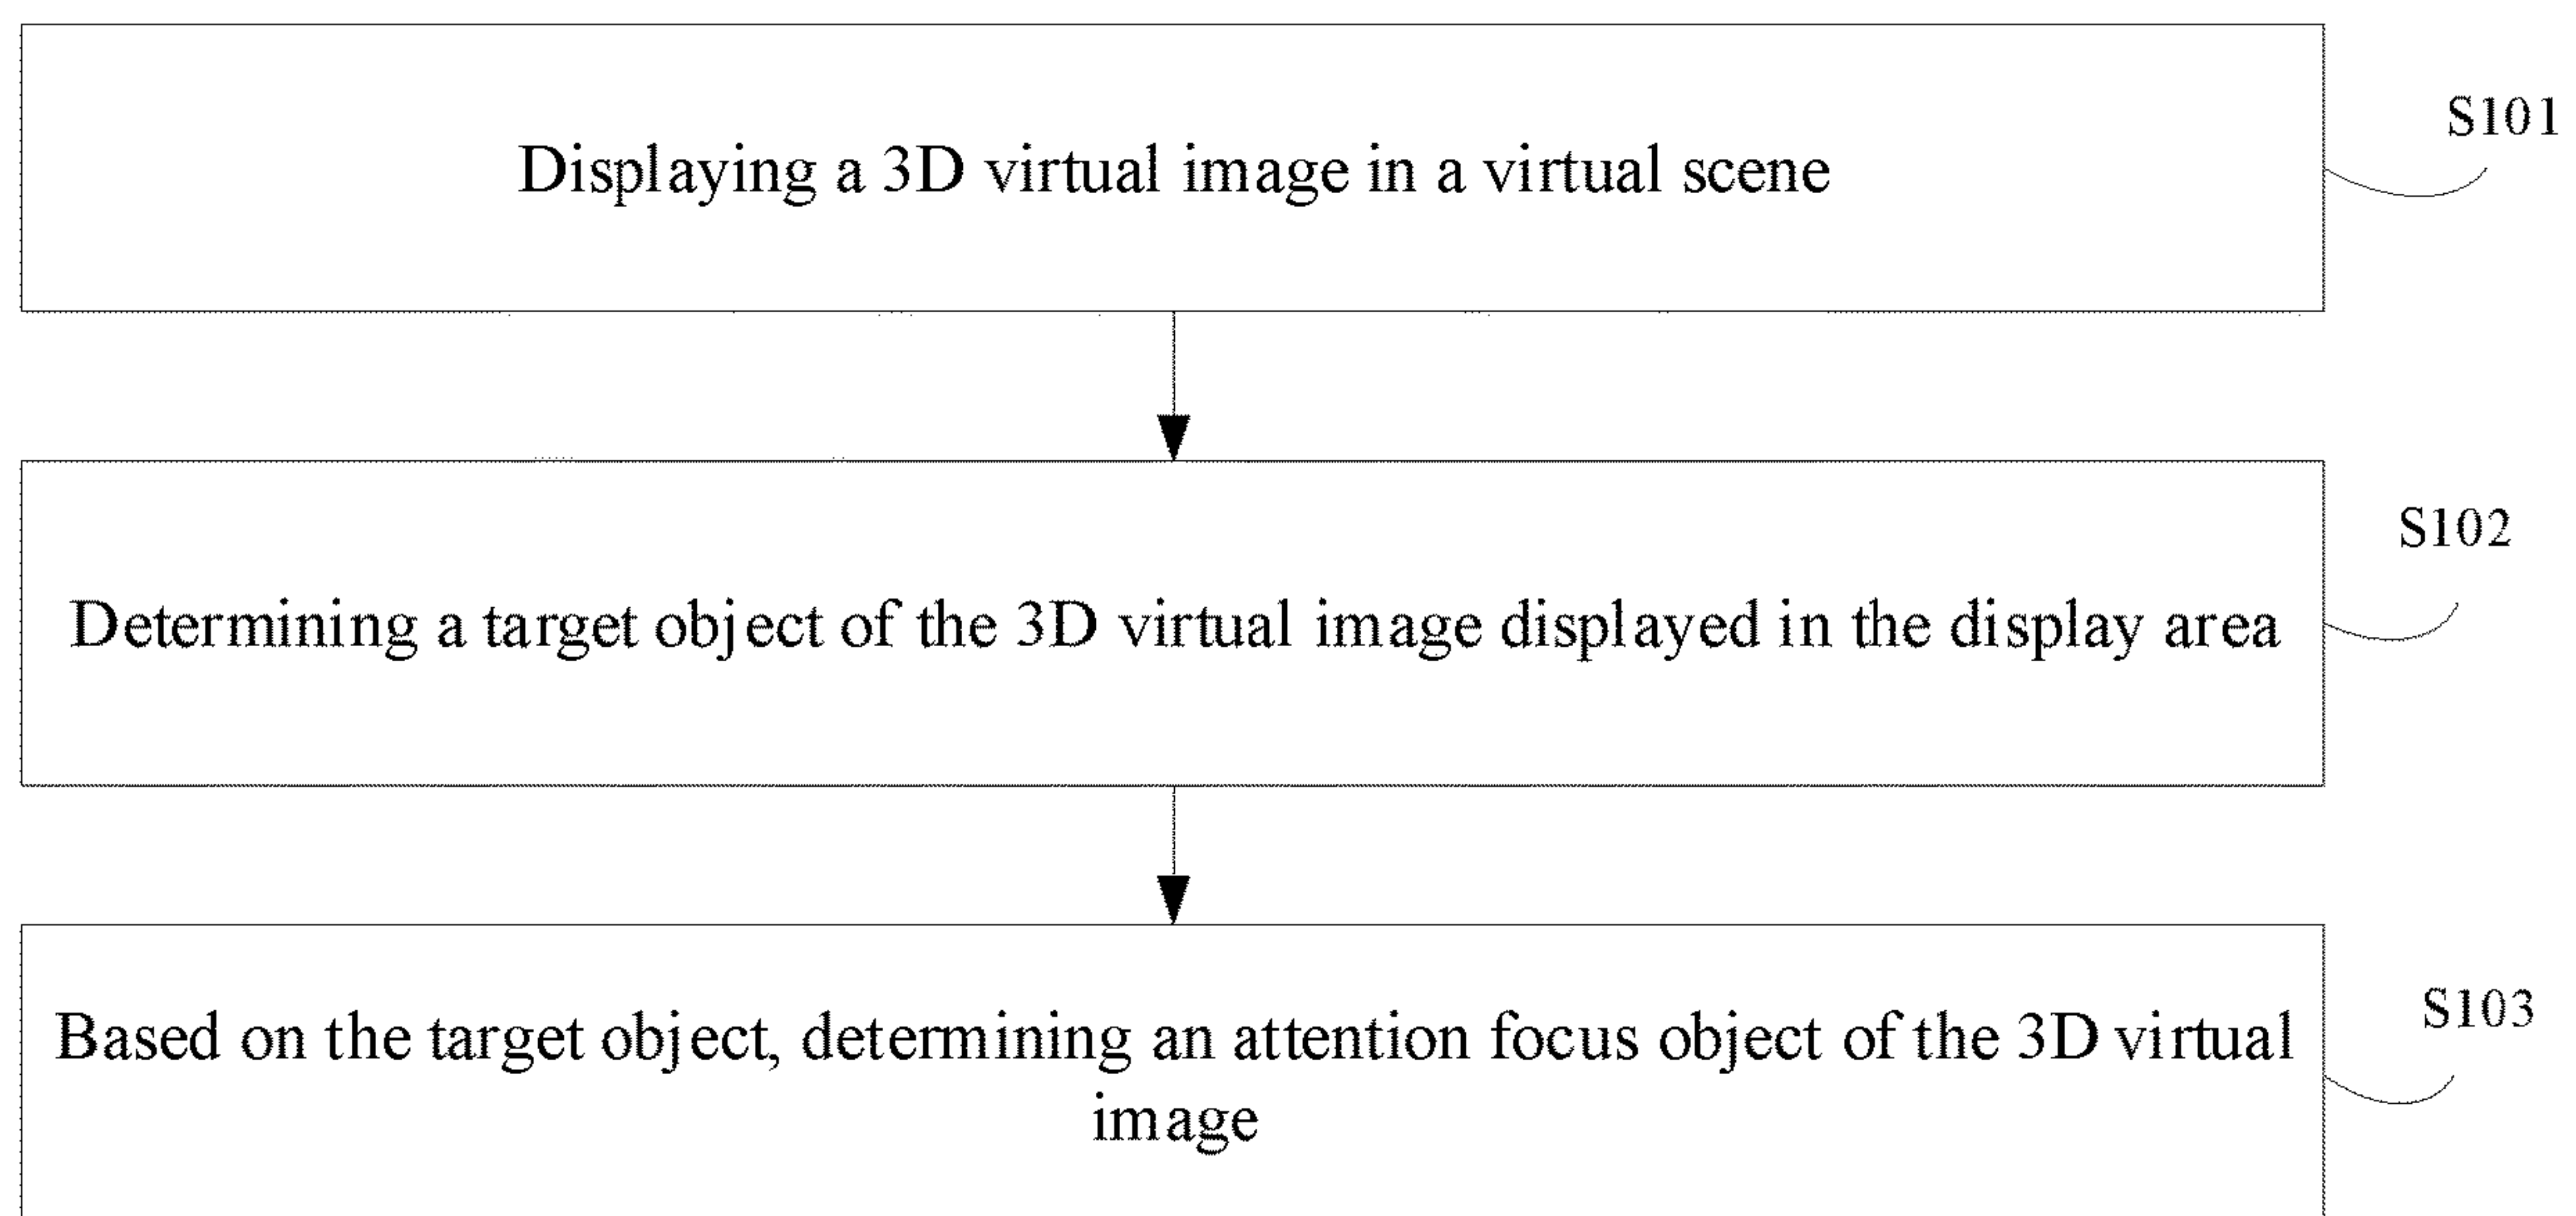 Displaying a 3D virtual image in a virtual scene
S101
Determining a target object of the 3D virtual image displayed in the display area
S102
Based on the target object, determining an attention focus object of the 3D virtual
image
S103